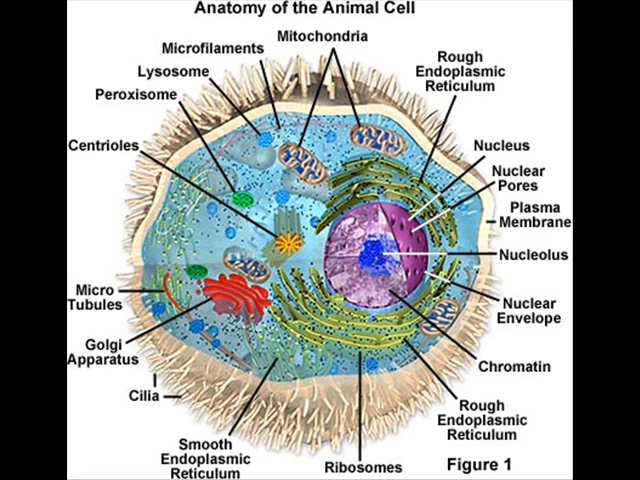 Anatomy of the Animal Cell
Mitochondria
Microfilaments
Lysosome
Peroxisome
Centrioles
Rough
Endoplasmic
Reticulum
Nucleus
Nuclear
Pores
Plasma
Membrane
Nucleolus
Nuclear
Envelope
Chromatin
Rough
Endoplasmic
Reticulum
Micro
Tubules
Golgi
Apparatus
Cilia
Smooth
Endoplasmic
Reticulum
Ribosomes
Figure 1